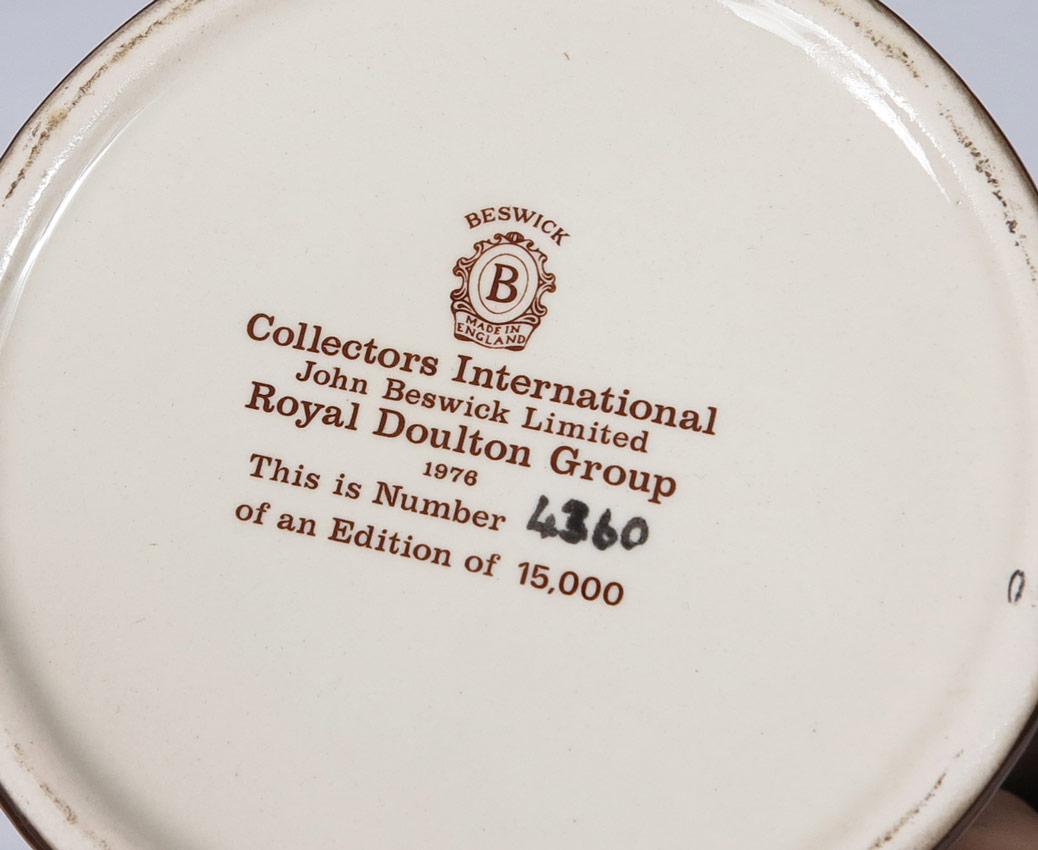 BESWICK
B
MADE IN
ENGLAND
Collectors International
John Beswick Limited
Royal Doulton Group
1976
This is Number 4360
of an Edition of 15,000
0